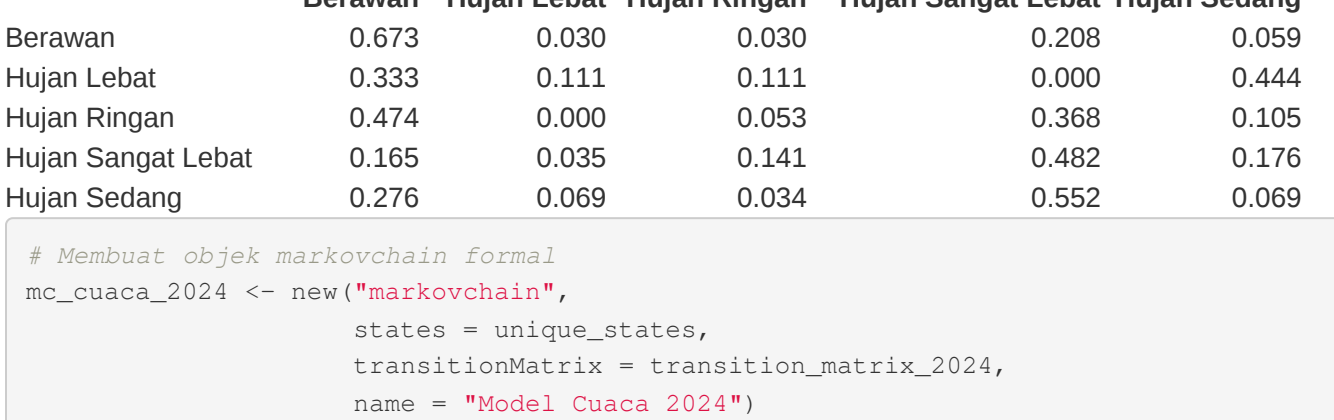 Berawan Hujan Lebat Hujan Ringan Hujan Sangat Lebat Hujan Sedang
Berawan 0.673 0.030 0.030 0.208 0.059
Hujan Lebat 0.333 0.111 0.111 0.000 0.444
Hujan Ringan 0.474 0.000 0.053 0.368 0.105
Hujan Sangat Lebat 0.165 0.035 0.141 0.482 0.176
Hujan Sedang 0.276 0.069 0.034 0.552 0.069
# Membuat objek markovchain formal
mc_cuaca_2024 <- new("markovchain",
states = unique_states,
transitionMatrix = transition_matrix_2024,
name = "Model Cuaca 2024")